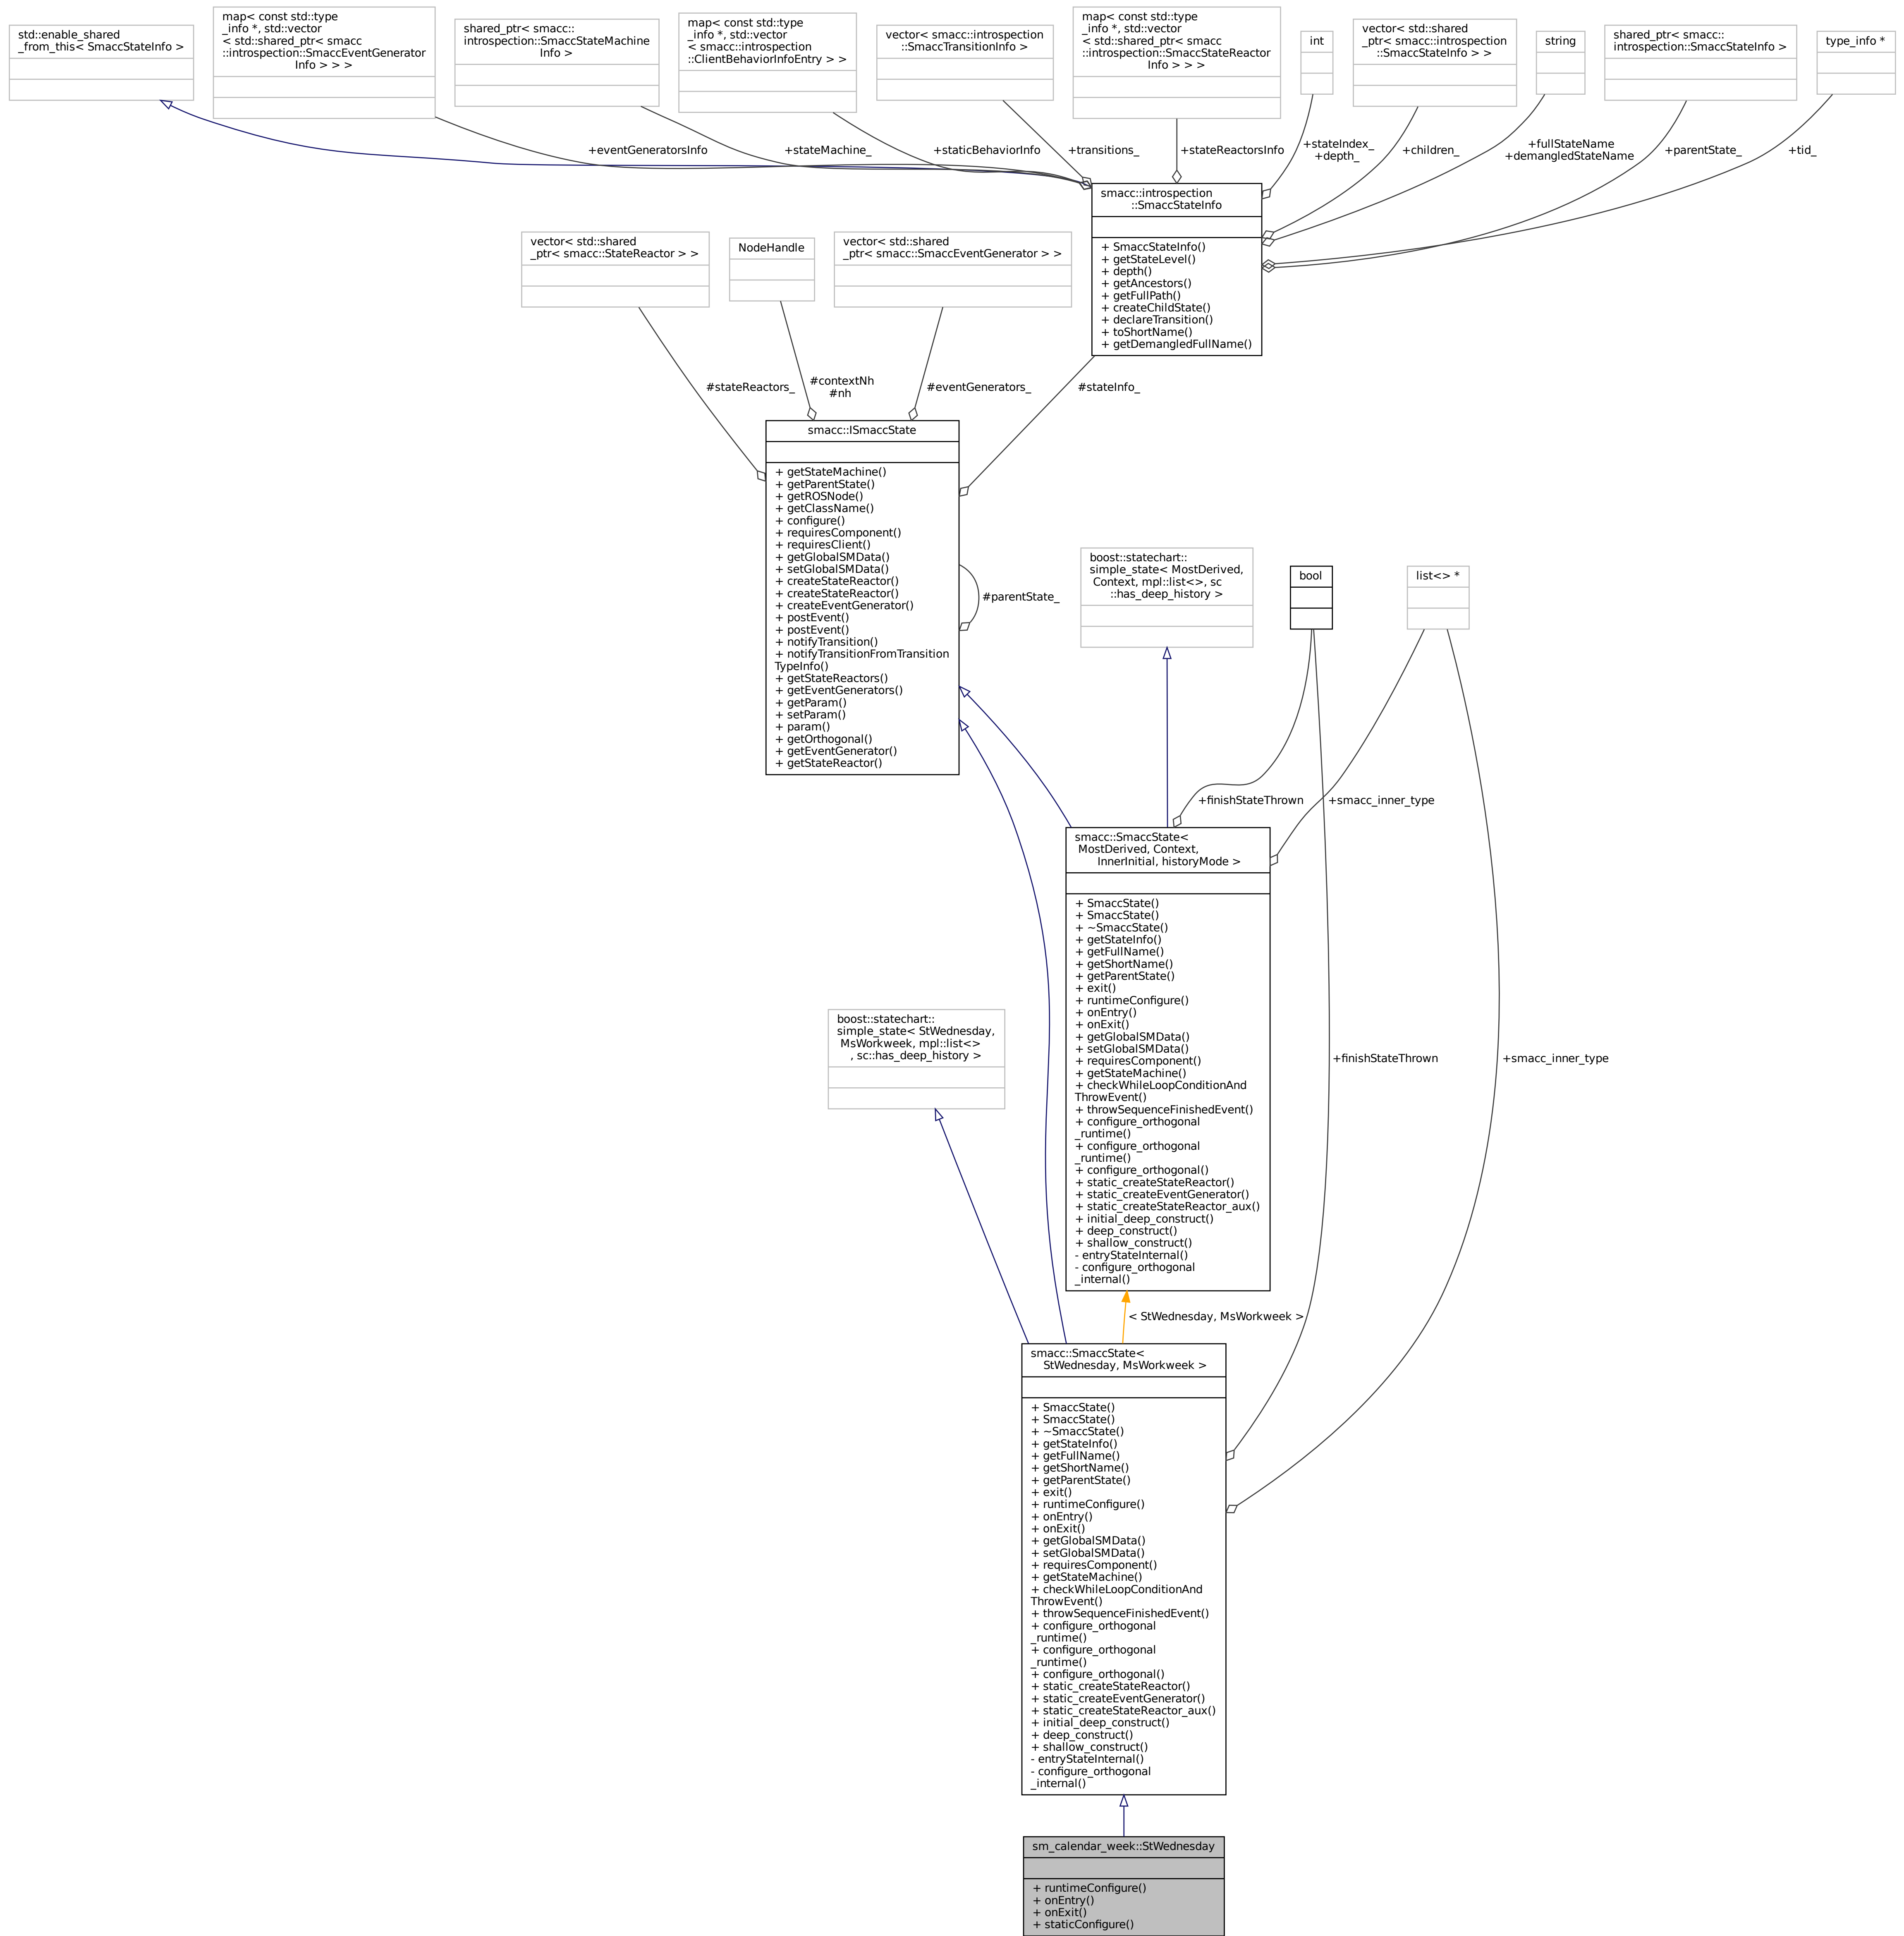 std::enable_shared
_from_this< SmaccStateInfo >
map< const std::type
_info *, std::vector
< std::shared_ptr< smacc
::introspection::SmaccEventGenerator
Info > > >
shared_ptr< smacc::
introspection::SmaccStateMachine
Info >
map< const std::type
_info *, std::vector
< smacc::introspection
::ClientBehaviorInfoEntry > >
vector< smacc::introspection
::SmaccTransitionInfo >
map< const std::type
_info *, std::vector
< std::shared_ptr< smacc
::introspection::SmaccStateReactor
Info > > >
int
vector< std::shared
_ptr< smacc::introspection
::SmaccStateInfo > >
string
shared_ptr< smacc::
introspection::SmaccStateInfo >
type_info *
+eventGeneratorsInfo
+stateMachine_
+staticBehaviorInfo
+transitions_
+stateReactorsInfo
+stateIndex_
+depth_
+children_
+fullStateName
+demangledStateName
+parentState_
+tid_
smacc::introspection
::SmaccStateInfo
+ SmaccStateInfo()
+ getStateLevel()
+ depth()
+ getAncestors()
+ getFullPath()
+ createChildState()
+ declareTransition()
+ toShortName()
+ getDemangledFullName()
vector< std::shared
_ptr< smacc::StateReactor > >
NodeHandle
vector< std::shared
_ptr< smacc::SmaccEventGenerator > >
#stateReactors_
#contextNh
#nh
#eventGenerators_
#stateInfo_
smacc::ISmaccState
+ getStateMachine()
+ getParentState()
+ getROSNode()
+ getClassName()
+ configure()
+ requiresComponent()
+ requiresClient()
+ getGlobalSMData()
+ setGlobalSMData()
+ createStateReactor()
+ createStateReactor()
+ createEventGenerator()
+ postEvent()
+ postEvent()
+ notifyTransition()
+ notifyTransitionFromTransition
TypeInfo()
+ getStateReactors()
+ getEventGenerators()
+ getParam()
+ setParam()
+ param()
+ getOrthogonal()
+ getEventGenerator()
+ getStateReactor()
#parentState_
boost::statechart::
simple_state< MostDerived,
Context, mpl::list<>, sc
::has_deep_history >
bool
list<> *
+finishStateThrown
+smacc_inner_type
smacc::SmaccState<
MostDerived, Context,
InnerInitial, historyMode >
+ SmaccState()
+ SmaccState()
+ ~SmaccState()
+ getStateInfo()
+ getFullName()
+ getShortName()
+ getParentState()
+ exit()
+ runtimeConfigure()
+ onEntry()
+ onExit()
+ getGlobalSMData()
+ setGlobalSMData()
+ requiresComponent()
+ getStateMachine()
+ checkWhileLoopConditionAnd
ThrowEvent()
+ throwSequenceFinishedEvent()
+ configure_orthogonal
_runtime()
+ configure_orthogonal
_runtime()
+ configure_orthogonal()
+ static_createStateReactor()
+ static_createEventGenerator()
+ static_createStateReactor_aux()
+ initial_deep_construct()
+ deep_construct()
+ shallow_construct()
- entryStateInternal()
- configure_orthogonal
_internal()
boost::statechart::
simple_state< StWednesday,
MsWorkweek, mpl::list<>
, sc::has_deep_history >
+finishStateThrown
+smacc_inner_type
< StWednesday, MsWorkweek >
smacc::SmaccState<
StWednesday, MsWorkweek >
+ SmaccState()
+ SmaccState()
+ ~SmaccState()
+ getStateInfo()
+ getFullName()
+ getShortName()
+ getParentState()
+ exit()
+ runtimeConfigure()
+ onEntry()
+ onExit()
+ getGlobalSMData()
+ setGlobalSMData()
+ requiresComponent()
+ getStateMachine()
+ checkWhileLoopConditionAnd
ThrowEvent()
+ throwSequenceFinishedEvent()
+ configure_orthogonal
_runtime()
+ configure_orthogonal
_runtime()
+ configure_orthogonal()
+ static_createStateReactor()
+ static_createEventGenerator()
+ static_createStateReactor_aux()
+ initial_deep_construct()
+ deep_construct()
+ shallow_construct()
- entryStateInternal()
- configure_orthogonal
_internal()
sm_calendar_week::StWednesday
+ runtimeConfigure()
+ onEntry()
+ onExit()
+ staticConfigure()